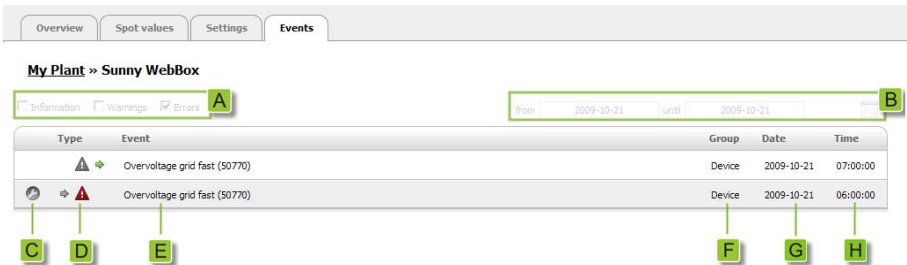 Overview Spot values Settings Events
My Plant » Sunny WebBox
Information Warnings Errors A from 2009-10-21 until 2009-10-21 B
Type Event Group Date Time
Overvoltage grid fast (50770) Device 2009-10-21 07:00:00
Overvoltage grid fast (50770) Device 2009-10-21 06:00:00
C D E F G H